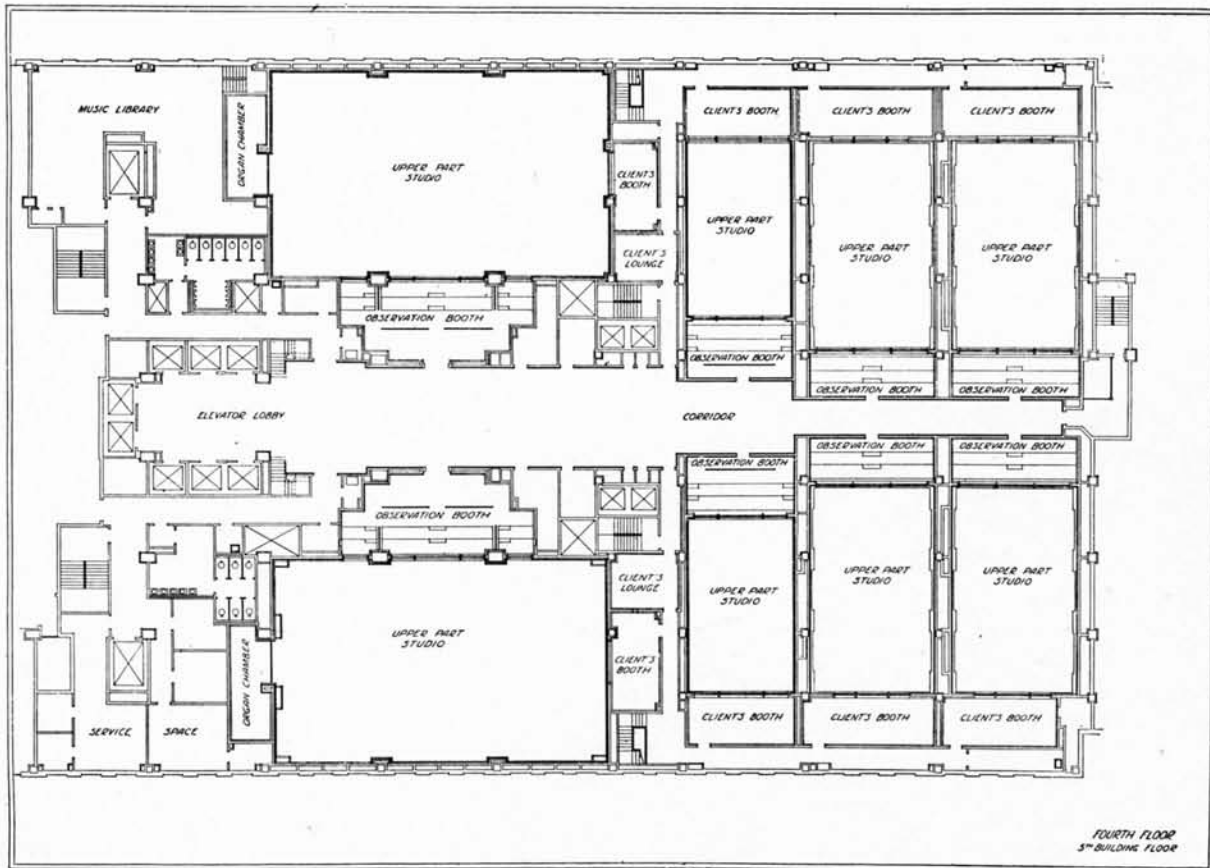 MUSIC LIBRARY
ORGAN CHAMBER
UPPER PART
STUDIO
CLIENT'S
BOOTH
CLIENT'S
LOUNGE
CLIENT'S BOOTH
CLIENT'S BOOTH
CLIENT'S BOOTH
UPPER PART
STUDIO
UPPER PART
STUDIO
UPPER PART
STUDIO
OBSERVATION BOOTH
OBSERVATION BOOTH
OBSERVATION BOOTH
OBSERVATION BOOTH
ELEVATOR LOBBY
CORRIDOR
OBSERVATION BOOTH
OBSERVATION BOOTH
OBSERVATION BOOTH
OBSERVATION BOOTH
CLIENT'S
LOUNGE
UPPER PART
STUDIO
UPPER PART
STUDIO
UPPER PART
STUDIO
UPPER PART
STUDIO
ORGAN CHAMBER
CLIENT'S
BOOTH
SERVICE SPACE
CLIENT'S BOOTH
CLIENT'S BOOTH
CLIENT'S BOOTH
FOURTH FLOOR
5TH BUILDING FLOOR